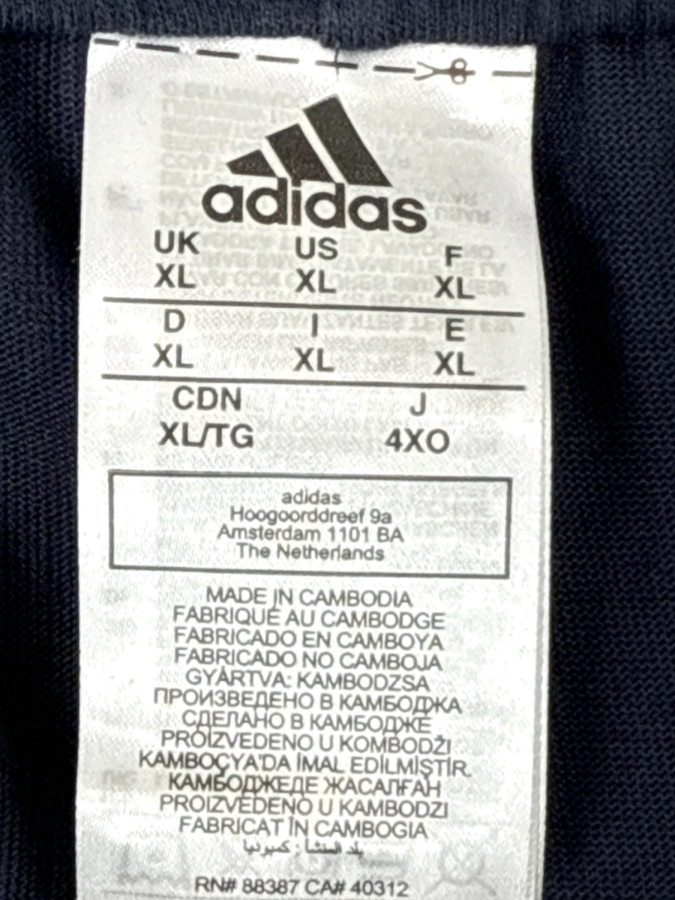 adidas
UK US F
XL XL XL
D I E
XL XL XL
CDN J
XL/TG 4XO
adidas
Hoogoorddreef 9a
Amsterdam 1101 BA
The Netherlands
MADE IN CAMBODIA
FABRIQUÉ AU CAMBODGE
FABRICADO EN CAMBOYA
FABRICADO NO CAMBOJA
GYÁRTVA: KAMBODZSA
ПРОИЗВЕДЕНО В КАМБОДЖА
СДЕЛАНО В КАМБОДЖЕ
PROIZVEDENO U KOMBODŽI
KAMBOÇYA'DA İMAL EDİLMİŞTİR.
КАМБОДЖЕДЕ ЖАСАЛҒАН
PROIZVEDENO U KAMBODZI
FABRICAT ÎN CAMBOGIA
بلد المنشأ: كمبوديا
RN# 88387 CA# 40312